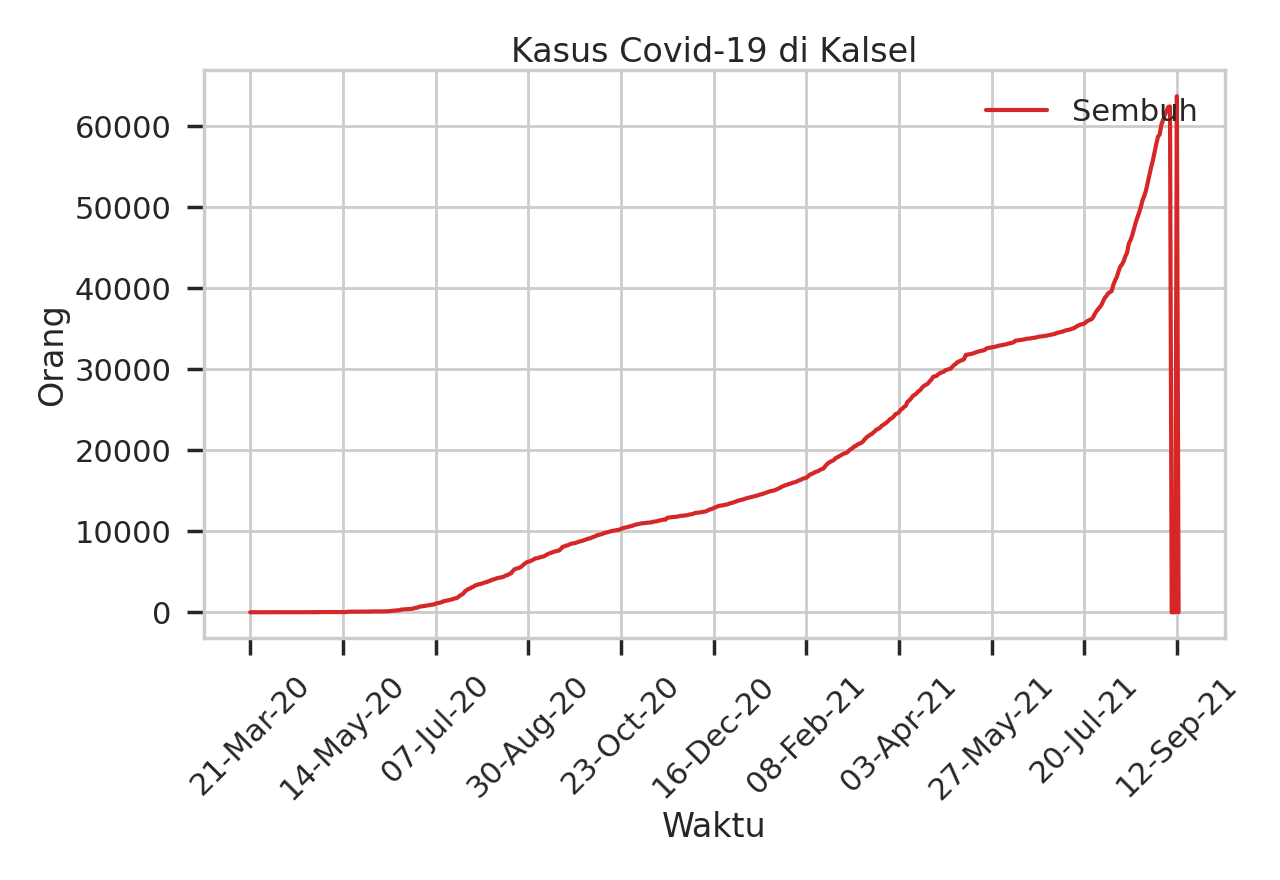 Kasus Covid-19 di Kalsel
Sembuh
Orang
60000
50000
40000
30000
20000
10000
0
21-Mar-20
14-May-20
07-Jul-20
30-Aug-20
23-Oct-20
16-Dec-20
08-Feb-21
03-Apr-21
27-May-21
20-Jul-21
12-Sep-21
Waktu